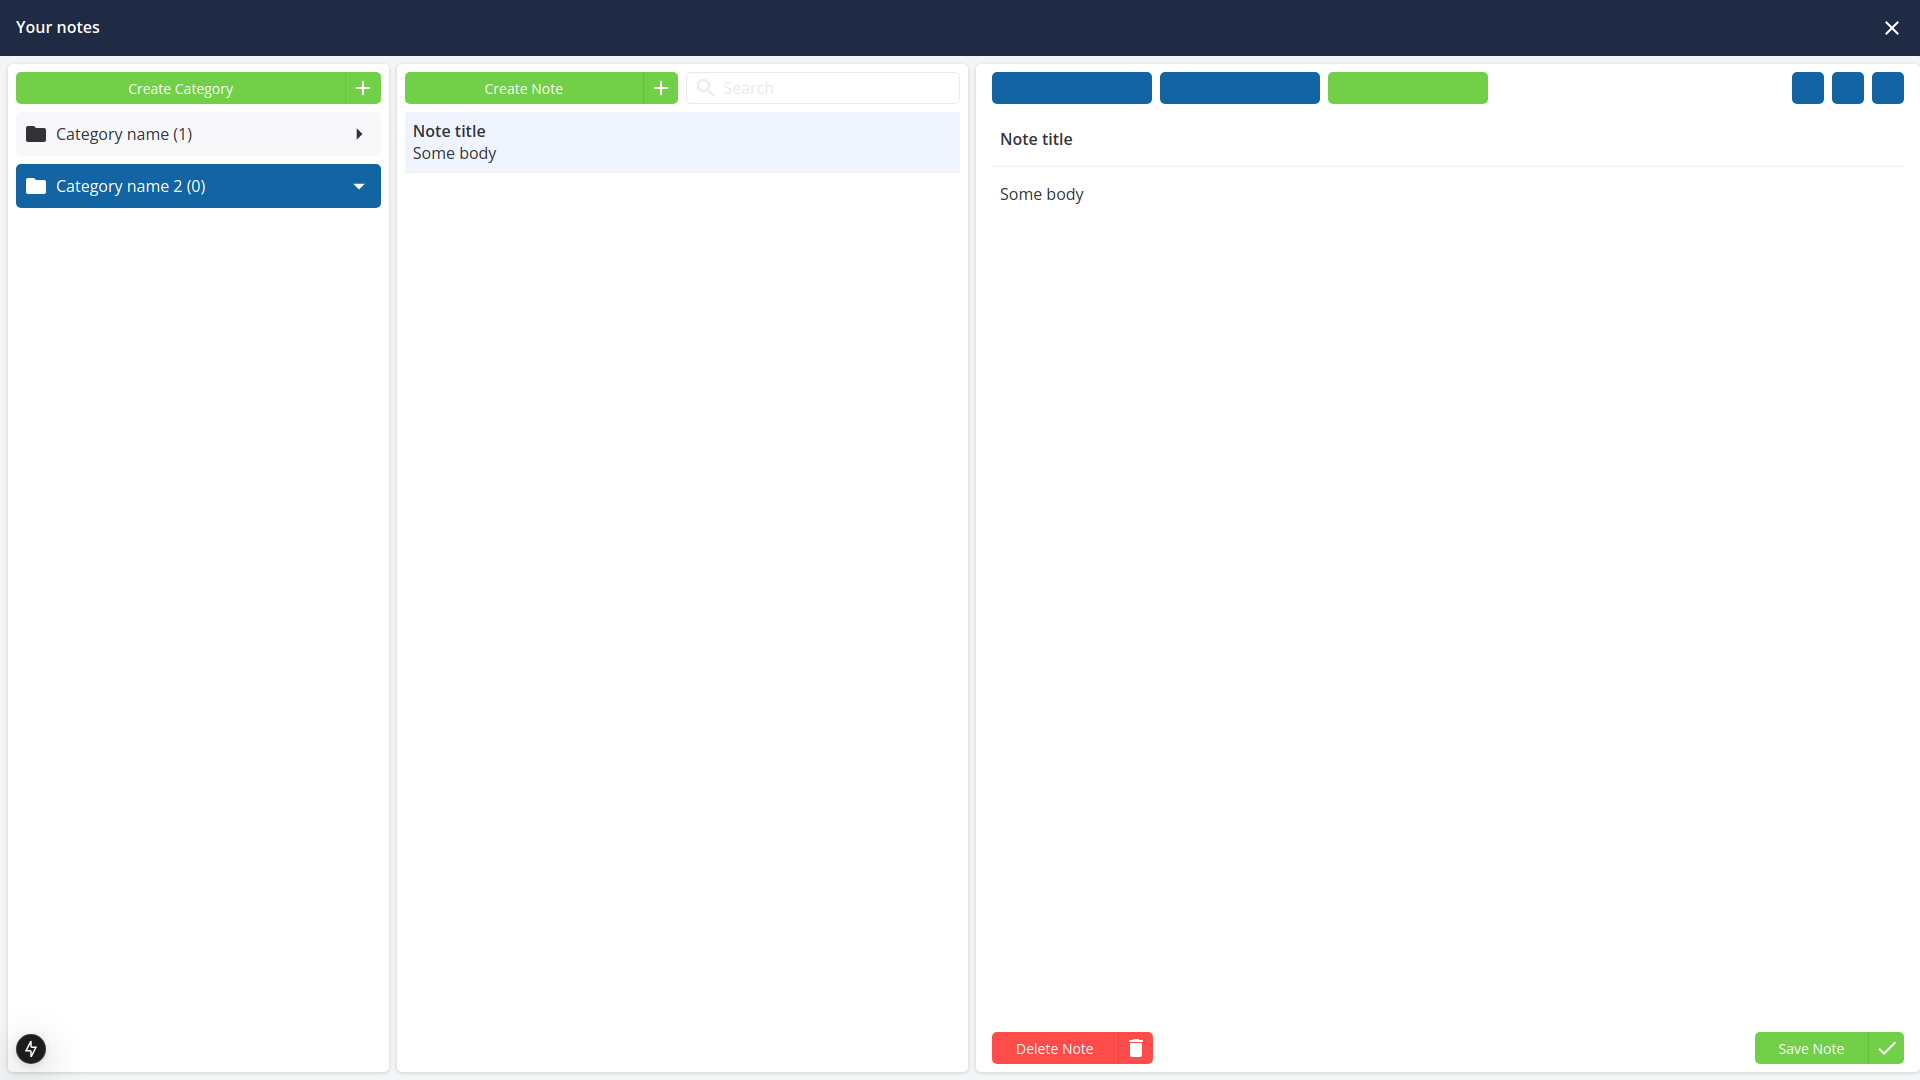 Your notes
Create Category
Create Note
Search
Category name (1)
Category name 2 (0)
Note title
Some body
Note title
Some body
Delete Note
Save Note